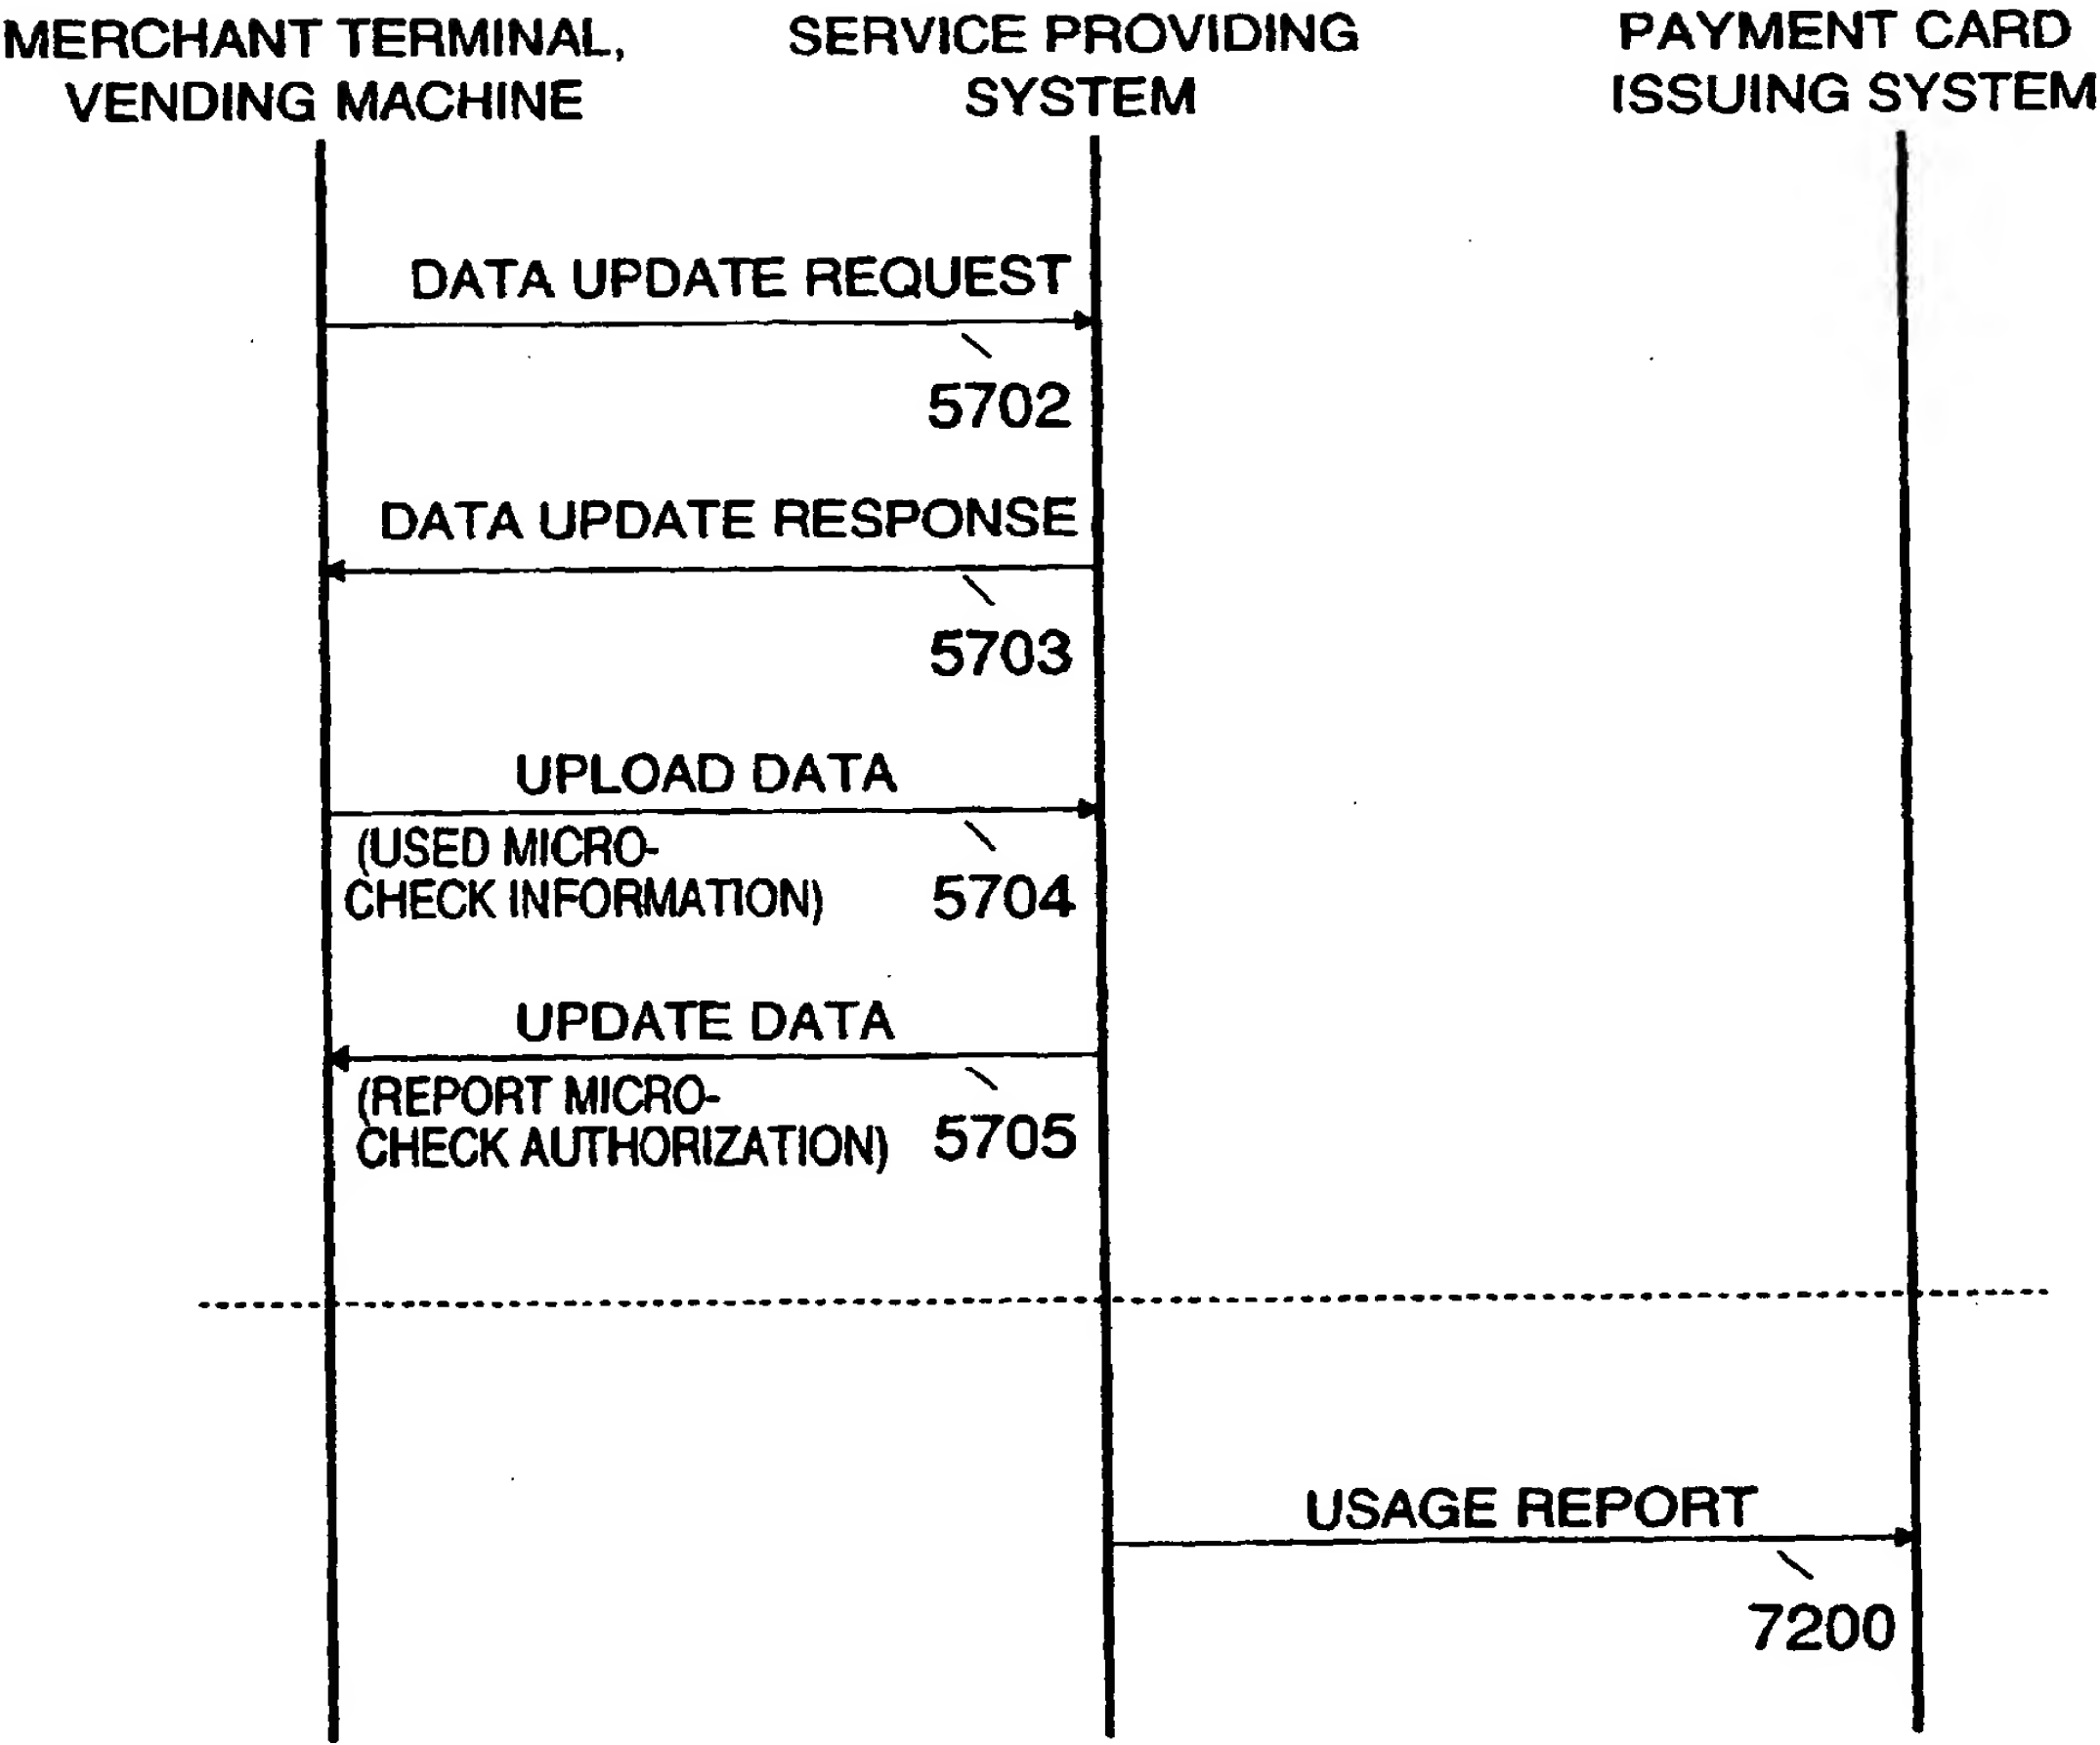 MERCHANT TERMINAL,
VENDING MACHINE
SERVICE PROVIDING
SYSTEM
PAYMENT CARD
ISSUING SYSTEM
DATA UPDATE REQUEST
5702
DATA UPDATE RESPONSE
5703
UPLOAD DATA
(USED MICRO-
CHECK INFORMATION)
5704
UPDATE DATA
(REPORT MICRO-
CHECK AUTHORIZATION)
5705
USAGE REPORT
7200